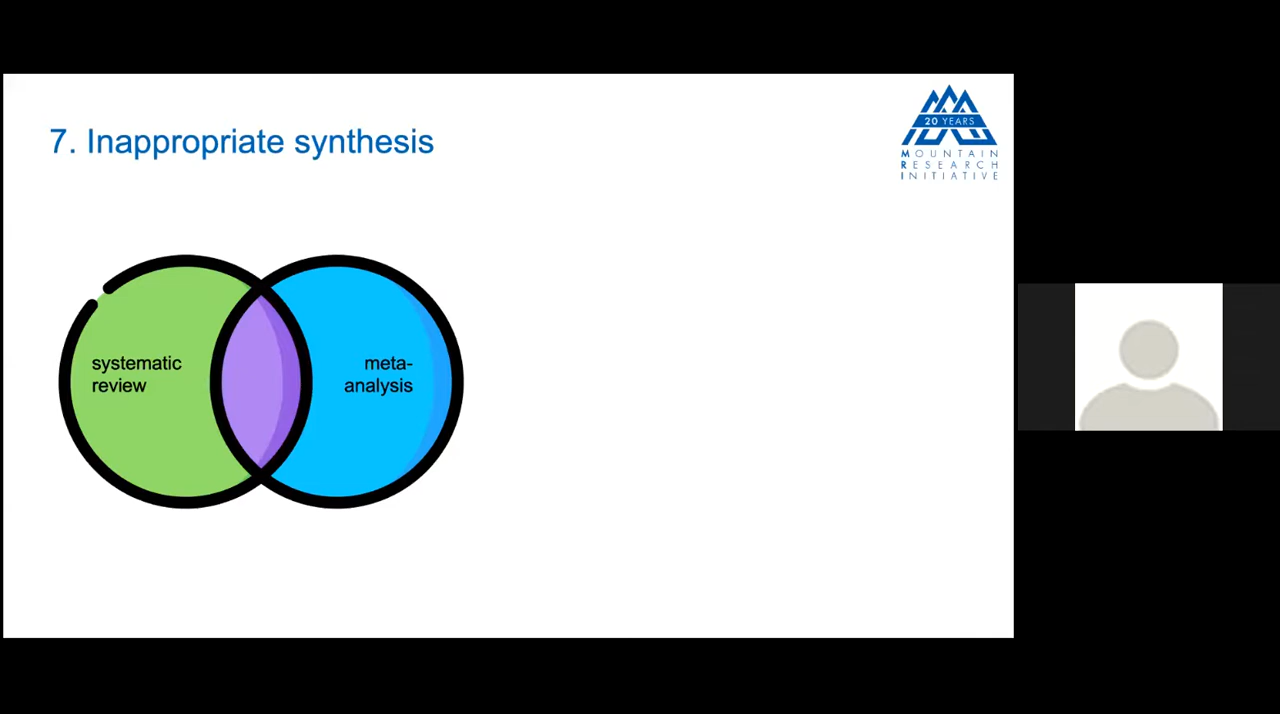 7. Inappropriate synthesis
20 YEARS
MOUNTAIN
RESEARCH
INITIATIVE
systematic
review
meta-
analysis